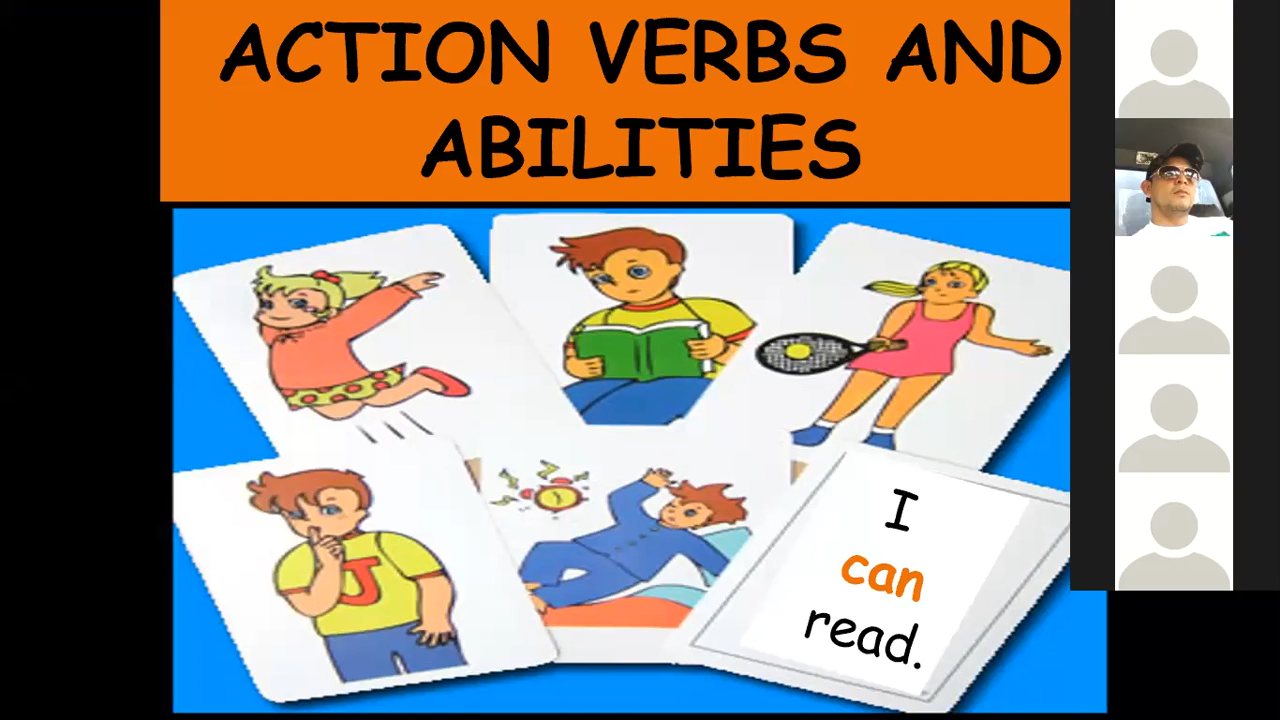 ACTION VERBS AND
ABILITIES
J
I
can
read.